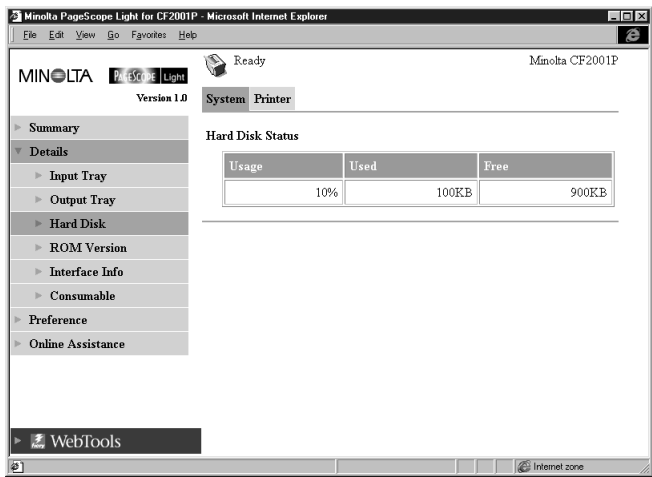 Minolta PageScope Light for CF2001P - Microsoft Internet Explorer
File Edit View Go Favorites Help
MINOLTA PAGESCOPE Light
Version 1.0
Ready
Minolta CF2001P
System Printer
Summary
Details
Input Tray
Output Tray
Hard Disk
ROM Version
Interface Info
Consumable
Preference
Online Assistance
Hard Disk Status
Usage Used Free
10% 100KB 900KB
WebTools
Internet zone